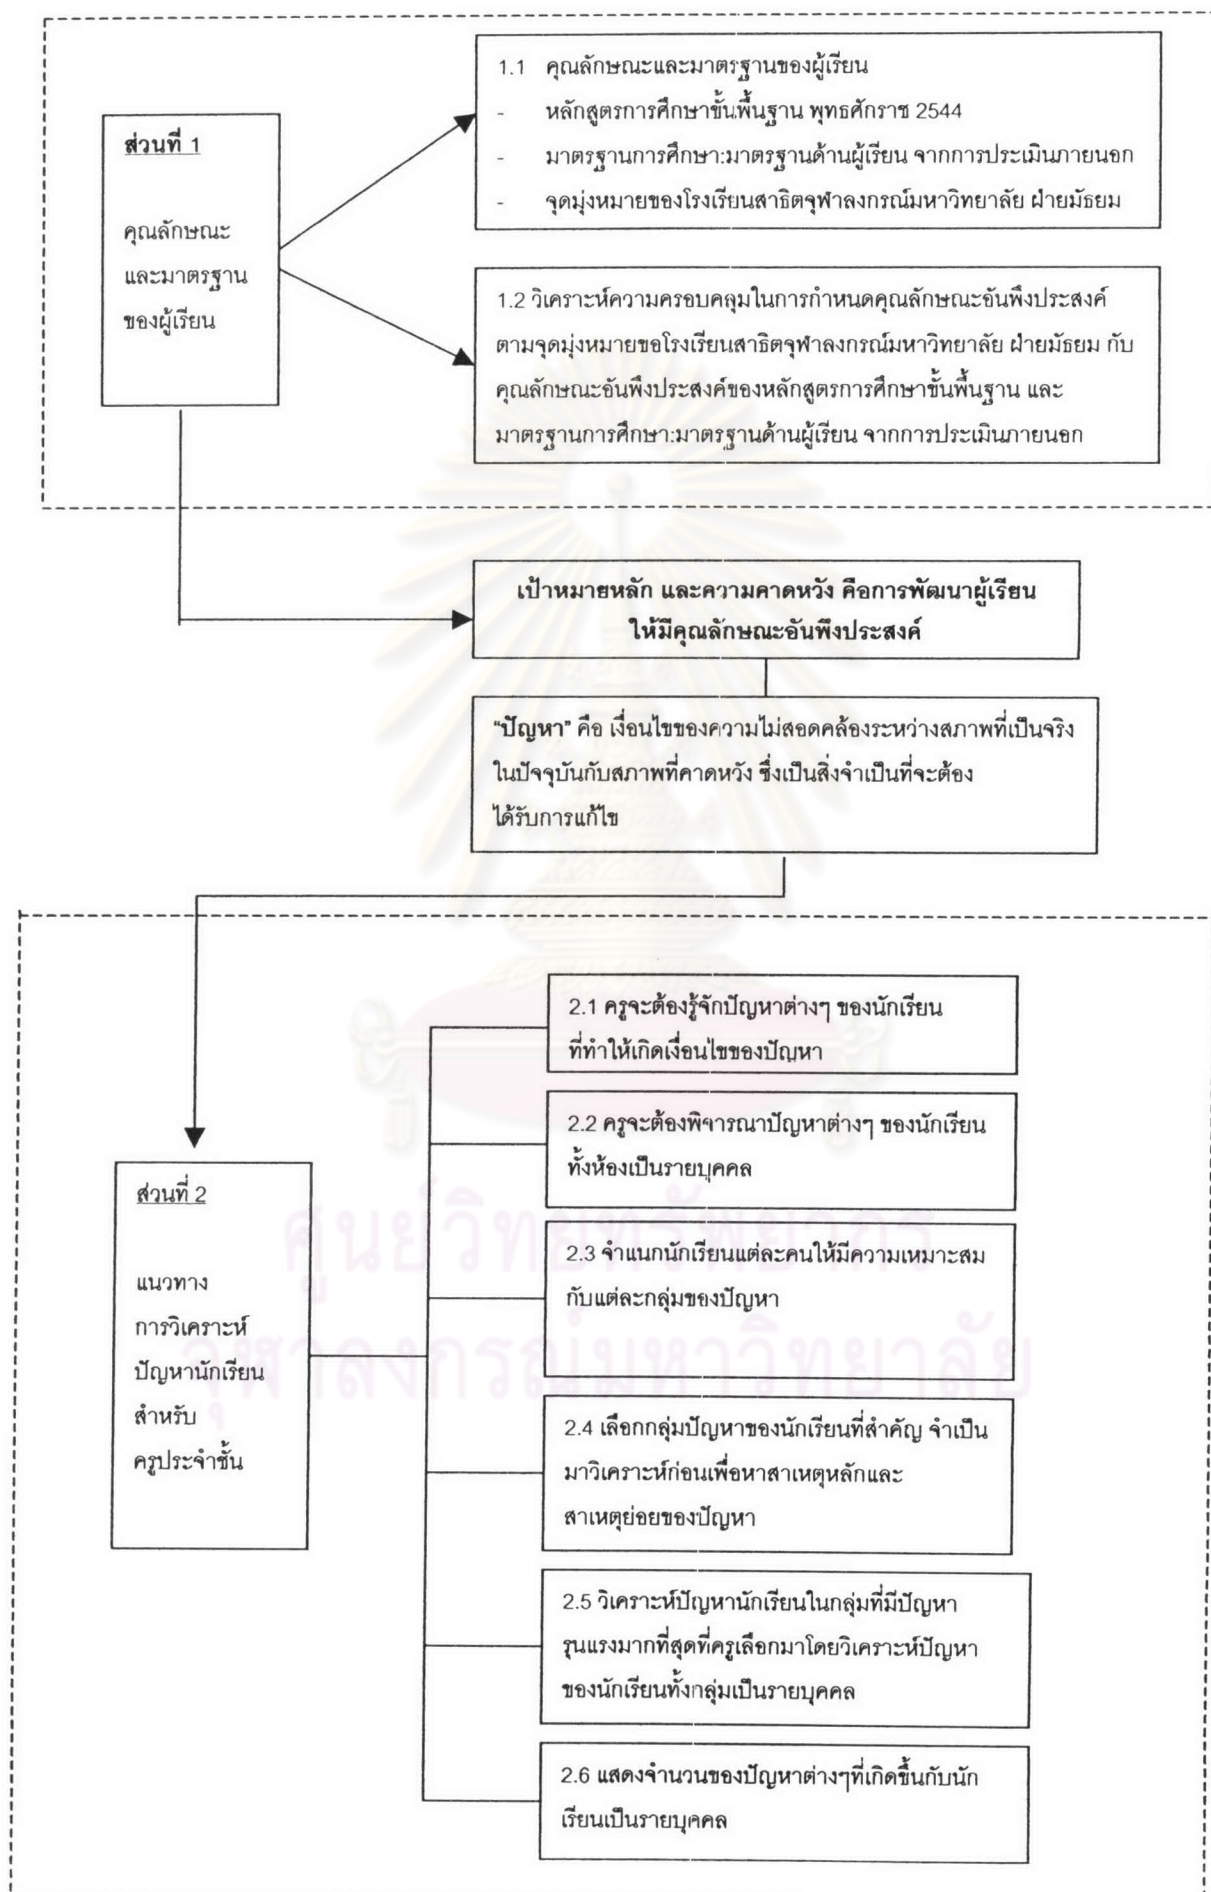 ส่วนที่ 1
คุณลักษณะ
และมาตรฐาน
ของผู้เรียน
1.1 คุณลักษณะและมาตรฐานของผู้เรียน
- หลักสูตรการศึกษาขั้นพื้นฐาน พุทธศักราช 2544
- มาตรฐานการศึกษา:มาตรฐานด้านผู้เรียน จากการประเมินภายนอก
- จุดมุ่งหมายของโรงเรียนสาธิตจุฬาลงกรณ์มหาวิทยาลัย ฝ่ายมัธยม
1.2 วิเคราะห์ความครอบคลุมในการกำหนดคุณลักษณะอันพึงประสงค์
ตามจุดมุ่งหมายขอโรงเรียนสาธิตจุฬาลงกรณ์มหาวิทยาลัย ฝ่ายมัธยม กับ
คุณลักษณะอันพึงประสงค์ของหลักสูตรการศึกษาขั้นพื้นฐาน และ
มาตรฐานการศึกษา:มาตรฐานด้านผู้เรียน จากการประเมินภายนอก
เป้าหมายหลัก และความคาดหวัง คือการพัฒนาผู้เรียน
ให้มีคุณลักษณะอันพึงประสงค์
“ปัญหา” คือ เงื่อนไขของความไม่สอดคล้องระหว่างสภาพที่เป็นจริง
ในปัจจุบันกับสภาพที่คาดหวัง ซึ่งเป็นสิ่งจำเป็นที่จะต้อง
ได้รับการแก้ไข
ส่วนที่ 2
แนวทาง
การวิเคราะห์
ปัญหานักเรียน
สำหรับ
ครูประจำชั้น
2.1 ครูจะต้องรู้จักปัญหาต่างๆ ของนักเรียน
ที่ทำให้เกิดเงื่อนไขของปัญหา
2.2 ครูจะต้องพิจารณาปัญหาต่างๆ ของนักเรียน
ทั้งห้องเป็นรายบุคคล
2.3 จำแนกนักเรียนแต่ละคนให้มีความเหมาะสม
กับแต่ละกลุ่มของปัญหา
2.4 เลือกกลุ่มปัญหาของนักเรียนที่สำคัญ จำเป็น
มาวิเคราะห์ก่อนเพื่อหาสาเหตุหลักและ
สาเหตุย่อยของปัญหา
2.5 วิเคราะห์ปัญหานักเรียนในกลุ่มที่มีปัญหา
รุนแรงมากที่สุดที่ครูเลือกมาโดยวิเคราะห์ปัญหา
ของนักเรียนทั้งกลุ่มเป็นรายบุคคล
2.6 แสดงจำนวนของปัญหาต่างๆที่เกิดขึ้นกับนัก
เรียนเป็นรายบุคคล
ศูนย์วิทยทรัพยากร
จุฬาลงกรณ์มหาวิทยาลัย